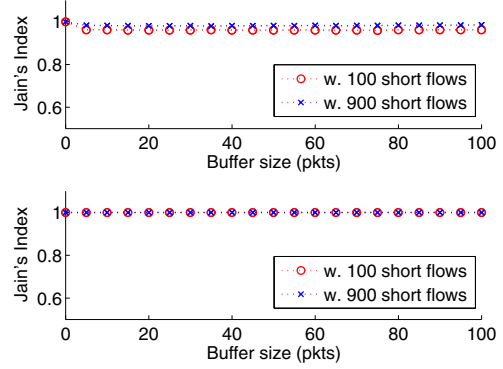 1
0.8
0.6
Jain's Index
w. 100 short flows
w. 900 short flows
0 20 40 60 80 100
Buffer size (pkts)
1
0.8
0.6
Jain's Index
w. 100 short flows
w. 900 short flows
0 20 40 60 80 100
Buffer size (pkts)